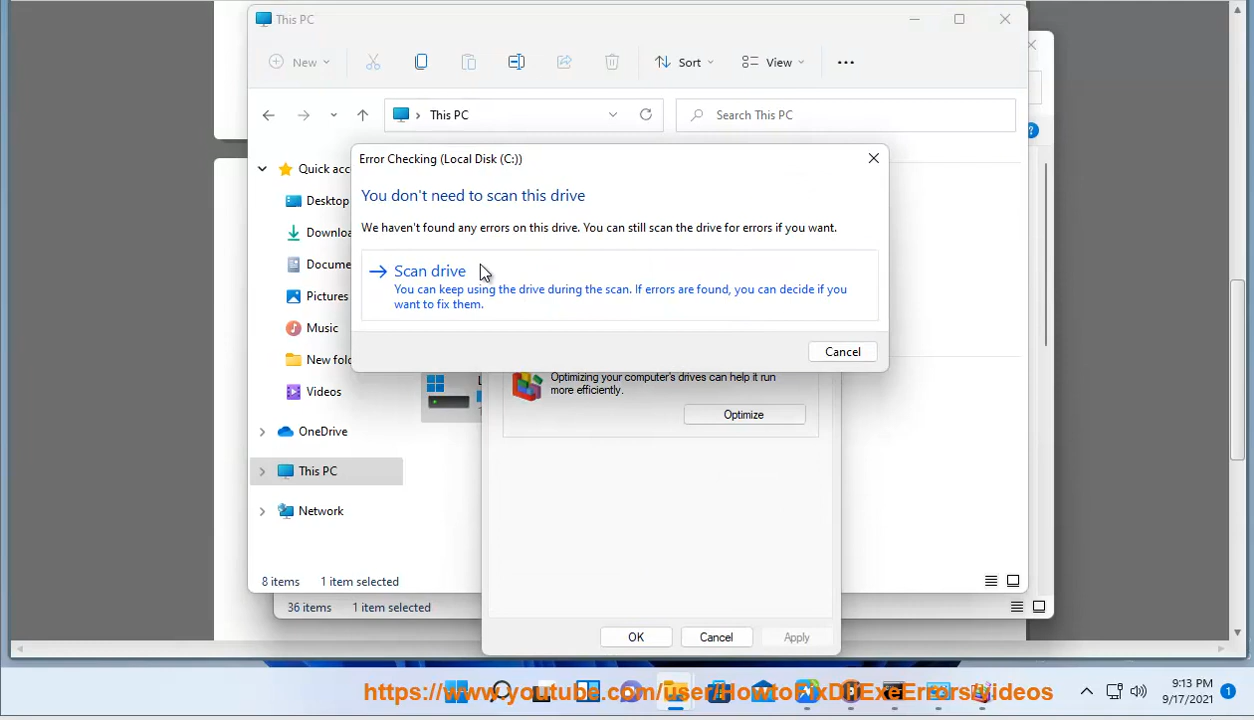 This PC
New
Sort
View
This PC
Search This PC
Error Checking (Local Disk (C:))
You don't need to scan this drive
We haven't found any errors on this drive. You can still scan the drive for errors if you want.
Scan drive
You can keep using the drive during the scan. If errors are found, you can decide if you
want to fix them.
Cancel
Quick acc
Desktop
Downloa
Docume
Pictures
Music
New fol
Videos
OneDrive
This PC
Network
Optimizing your computer's drives can help it run
more efficiently.
Optimize
8 items 1 item selected
36 items 1 item selected
OK Cancel Apply
https://www.youtube.com/user/HowtoFixDllExeErrors/videos
9:13 PM
9/17/2021
1